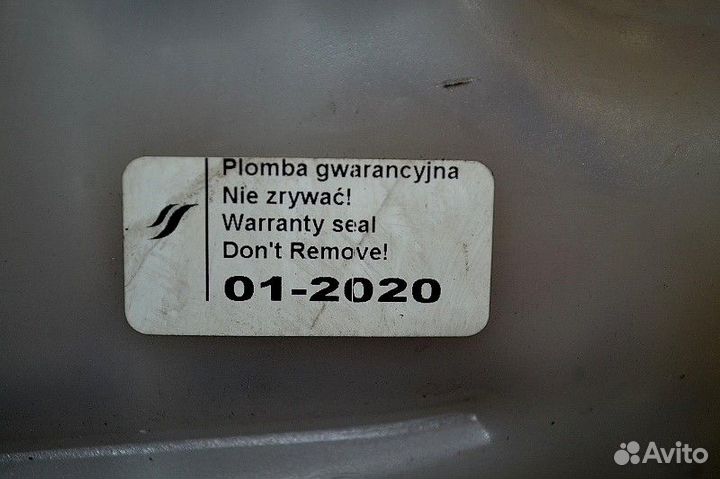 Plomba gwarancyjna
Nie zrywać!
Warranty seal
Don't Remove!
01-2020
Avito